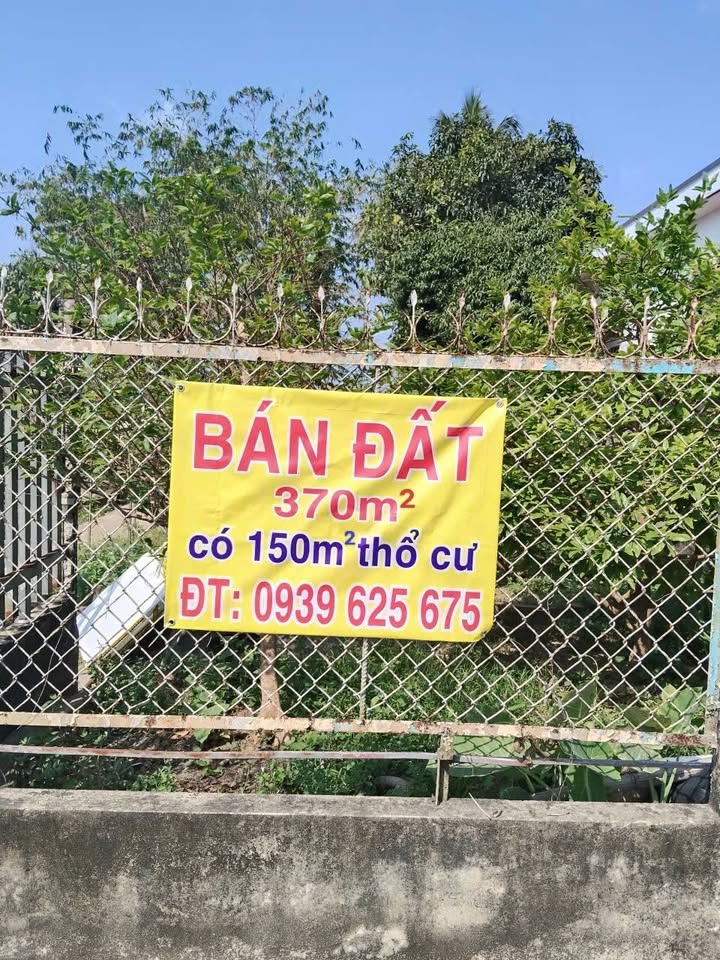 BÁN ĐẤT
370m²
có 150m² thổ cư
ĐT: 0939 625 675